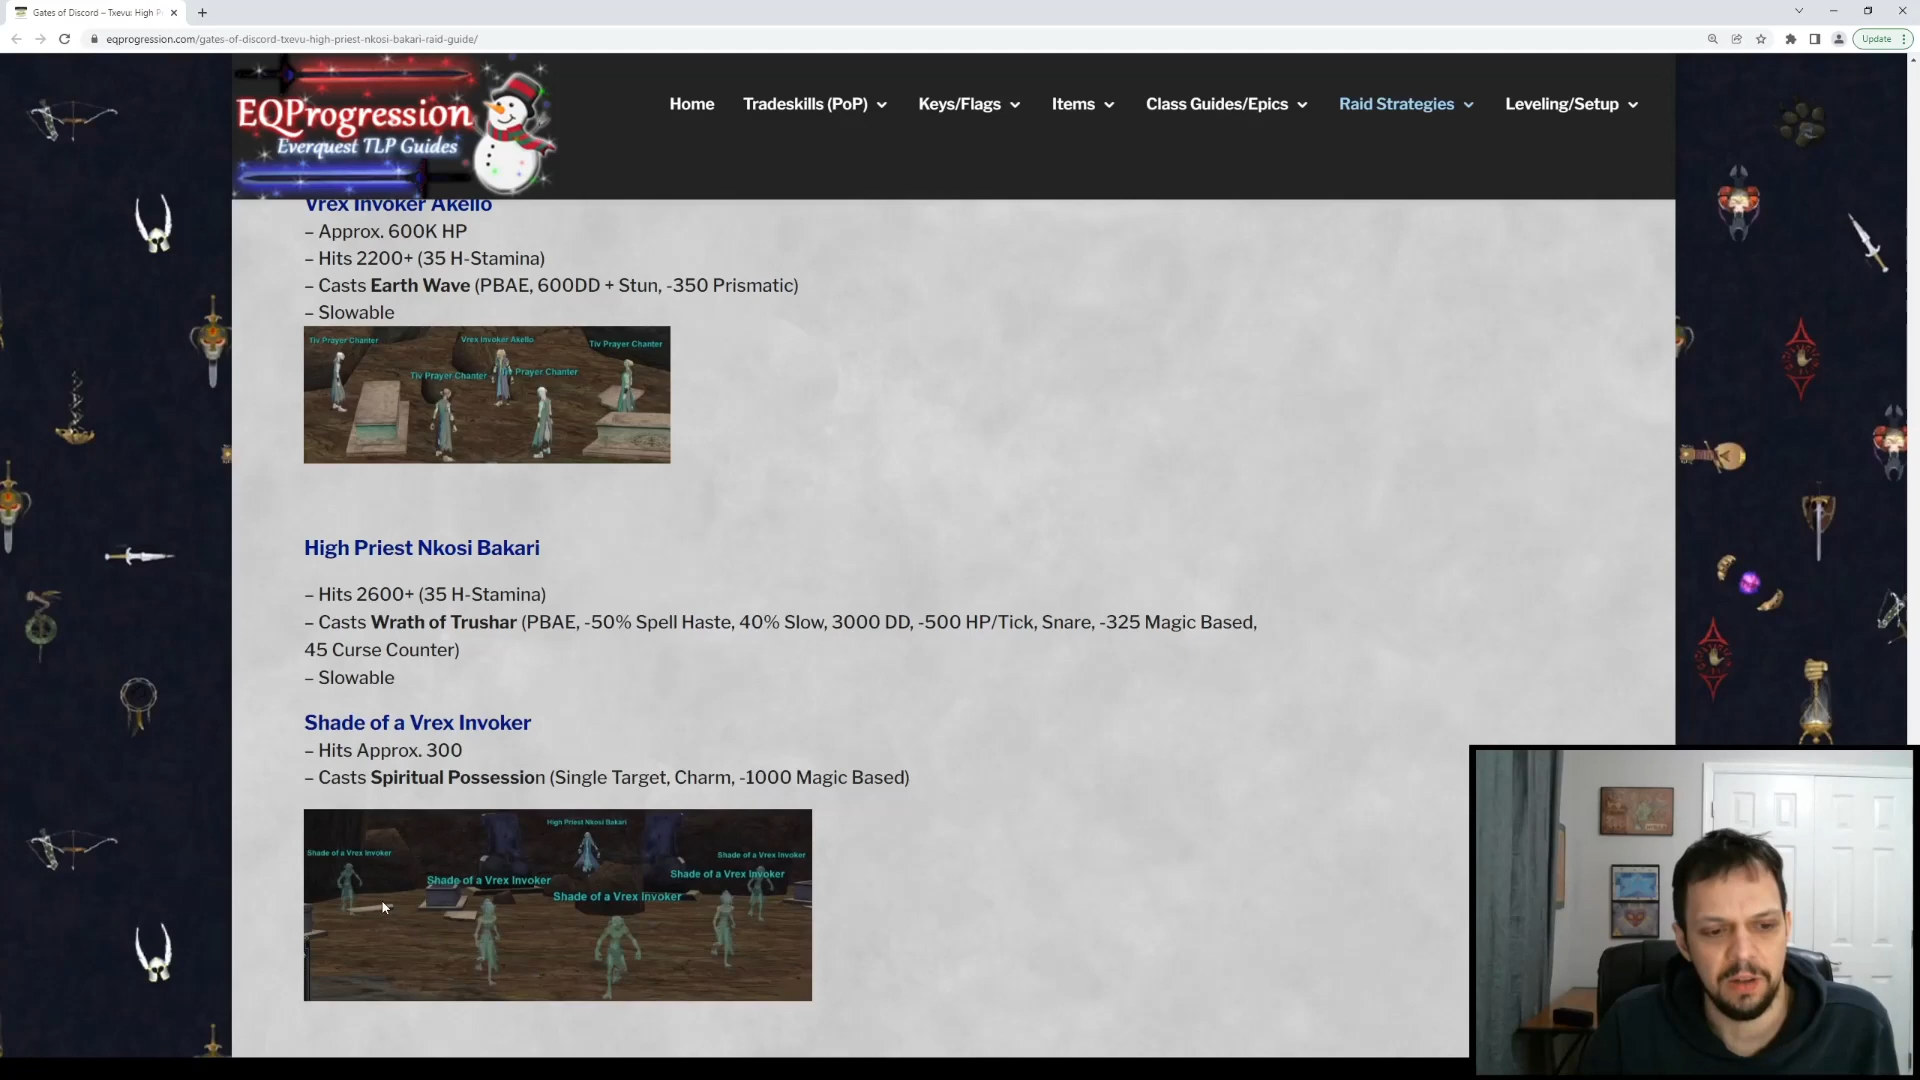 Gates of Discord – Txevu: High P
eqprogression.com/gates-of-discord-txevu-high-priest-nkosi-bakari-raid-guide/
Update
EQProgression
Everquest TLP Guides
Home
Tradeskills (PoP)
Keys/Flags
Items
Class Guides/Epics
Raid Strategies
Leveling/Setup
Vrex Invoker Akello
– Approx. 600K HP
– Hits 2200+ (35 H-Stamina)
– Casts Earth Wave (PBAE, 600DD + Stun, -350 Prismatic)
– Slowable
Tiv Prayer Chanter
Vrex Invoker Akello
Tiv Prayer Chanter
Tiv Prayer Chanter
Prayer Chanter
High Priest Nkosi Bakari
– Hits 2600+ (35 H-Stamina)
– Casts Wrath of Trushar (PBAE, -50% Spell Haste, 40% Slow, 3000 DD, -500 HP/Tick, Snare, -325 Magic Based,
45 Curse Counter)
– Slowable
Shade of a Vrex Invoker
– Hits Approx. 300
– Casts Spiritual Possession (Single Target, Charm, -1000 Magic Based)
High Priest Nkosi Bakari
Shade of a Vrex Invoker
Shade of a Vrex Invoker
Shade of a Vrex Invoker
Shade of a Vrex Invoker
Shade of a Vrex Invoker